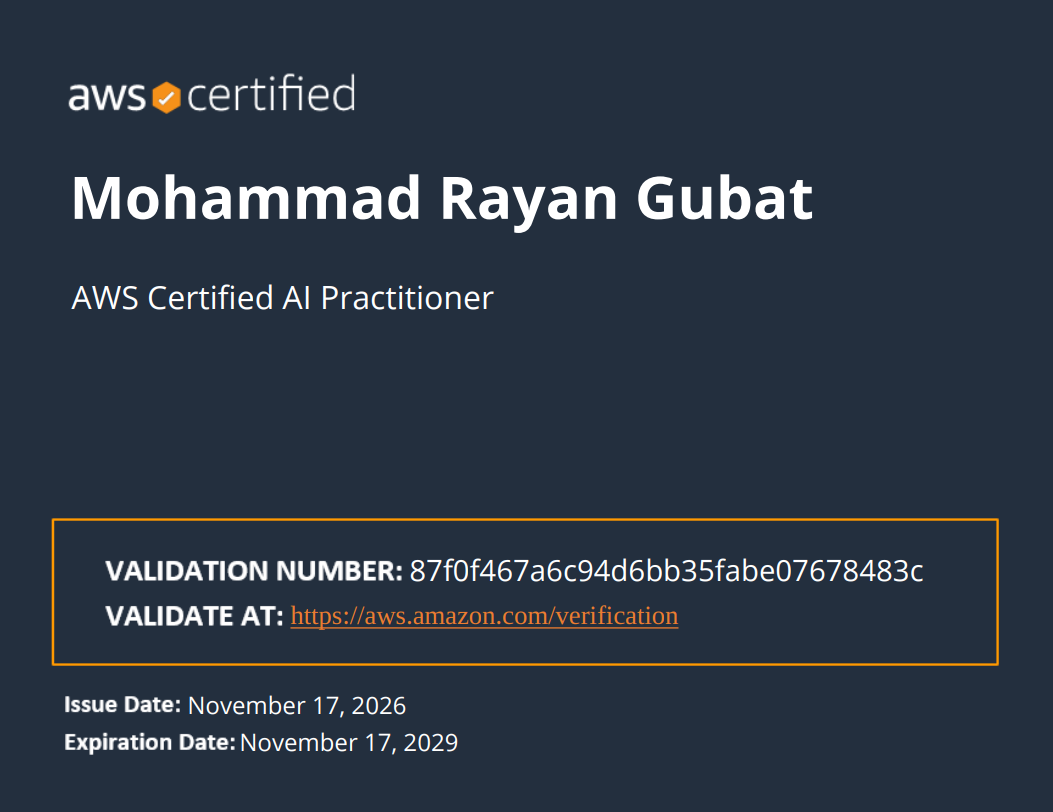 aws certified
Mohammad Rayan Gubat
AWS Certified AI Practitioner
VALIDATION NUMBER: 87f0f467a6c94d6bb35fabe07678483c
VALIDATE AT: https://aws.amazon.com/verification
Issue Date: November 17, 2026
Expiration Date: November 17, 2029